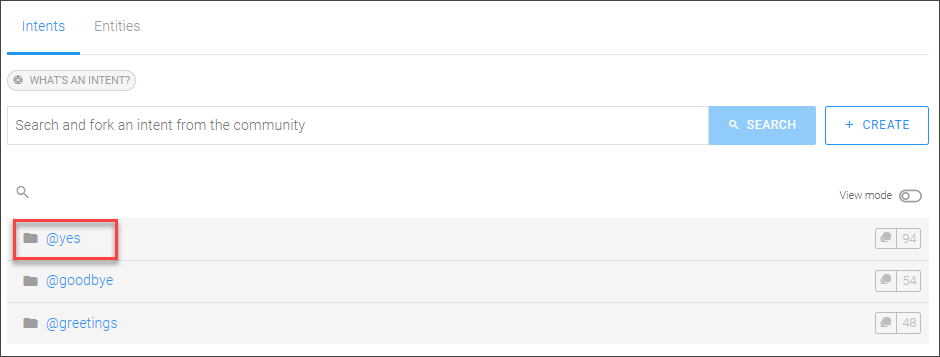 Intents Entities
WHAT'S AN INTENT?
Search and fork an intent from the community SEARCH + CREATE
View mode
@yes 94
@goodbye 54
@greetings 48